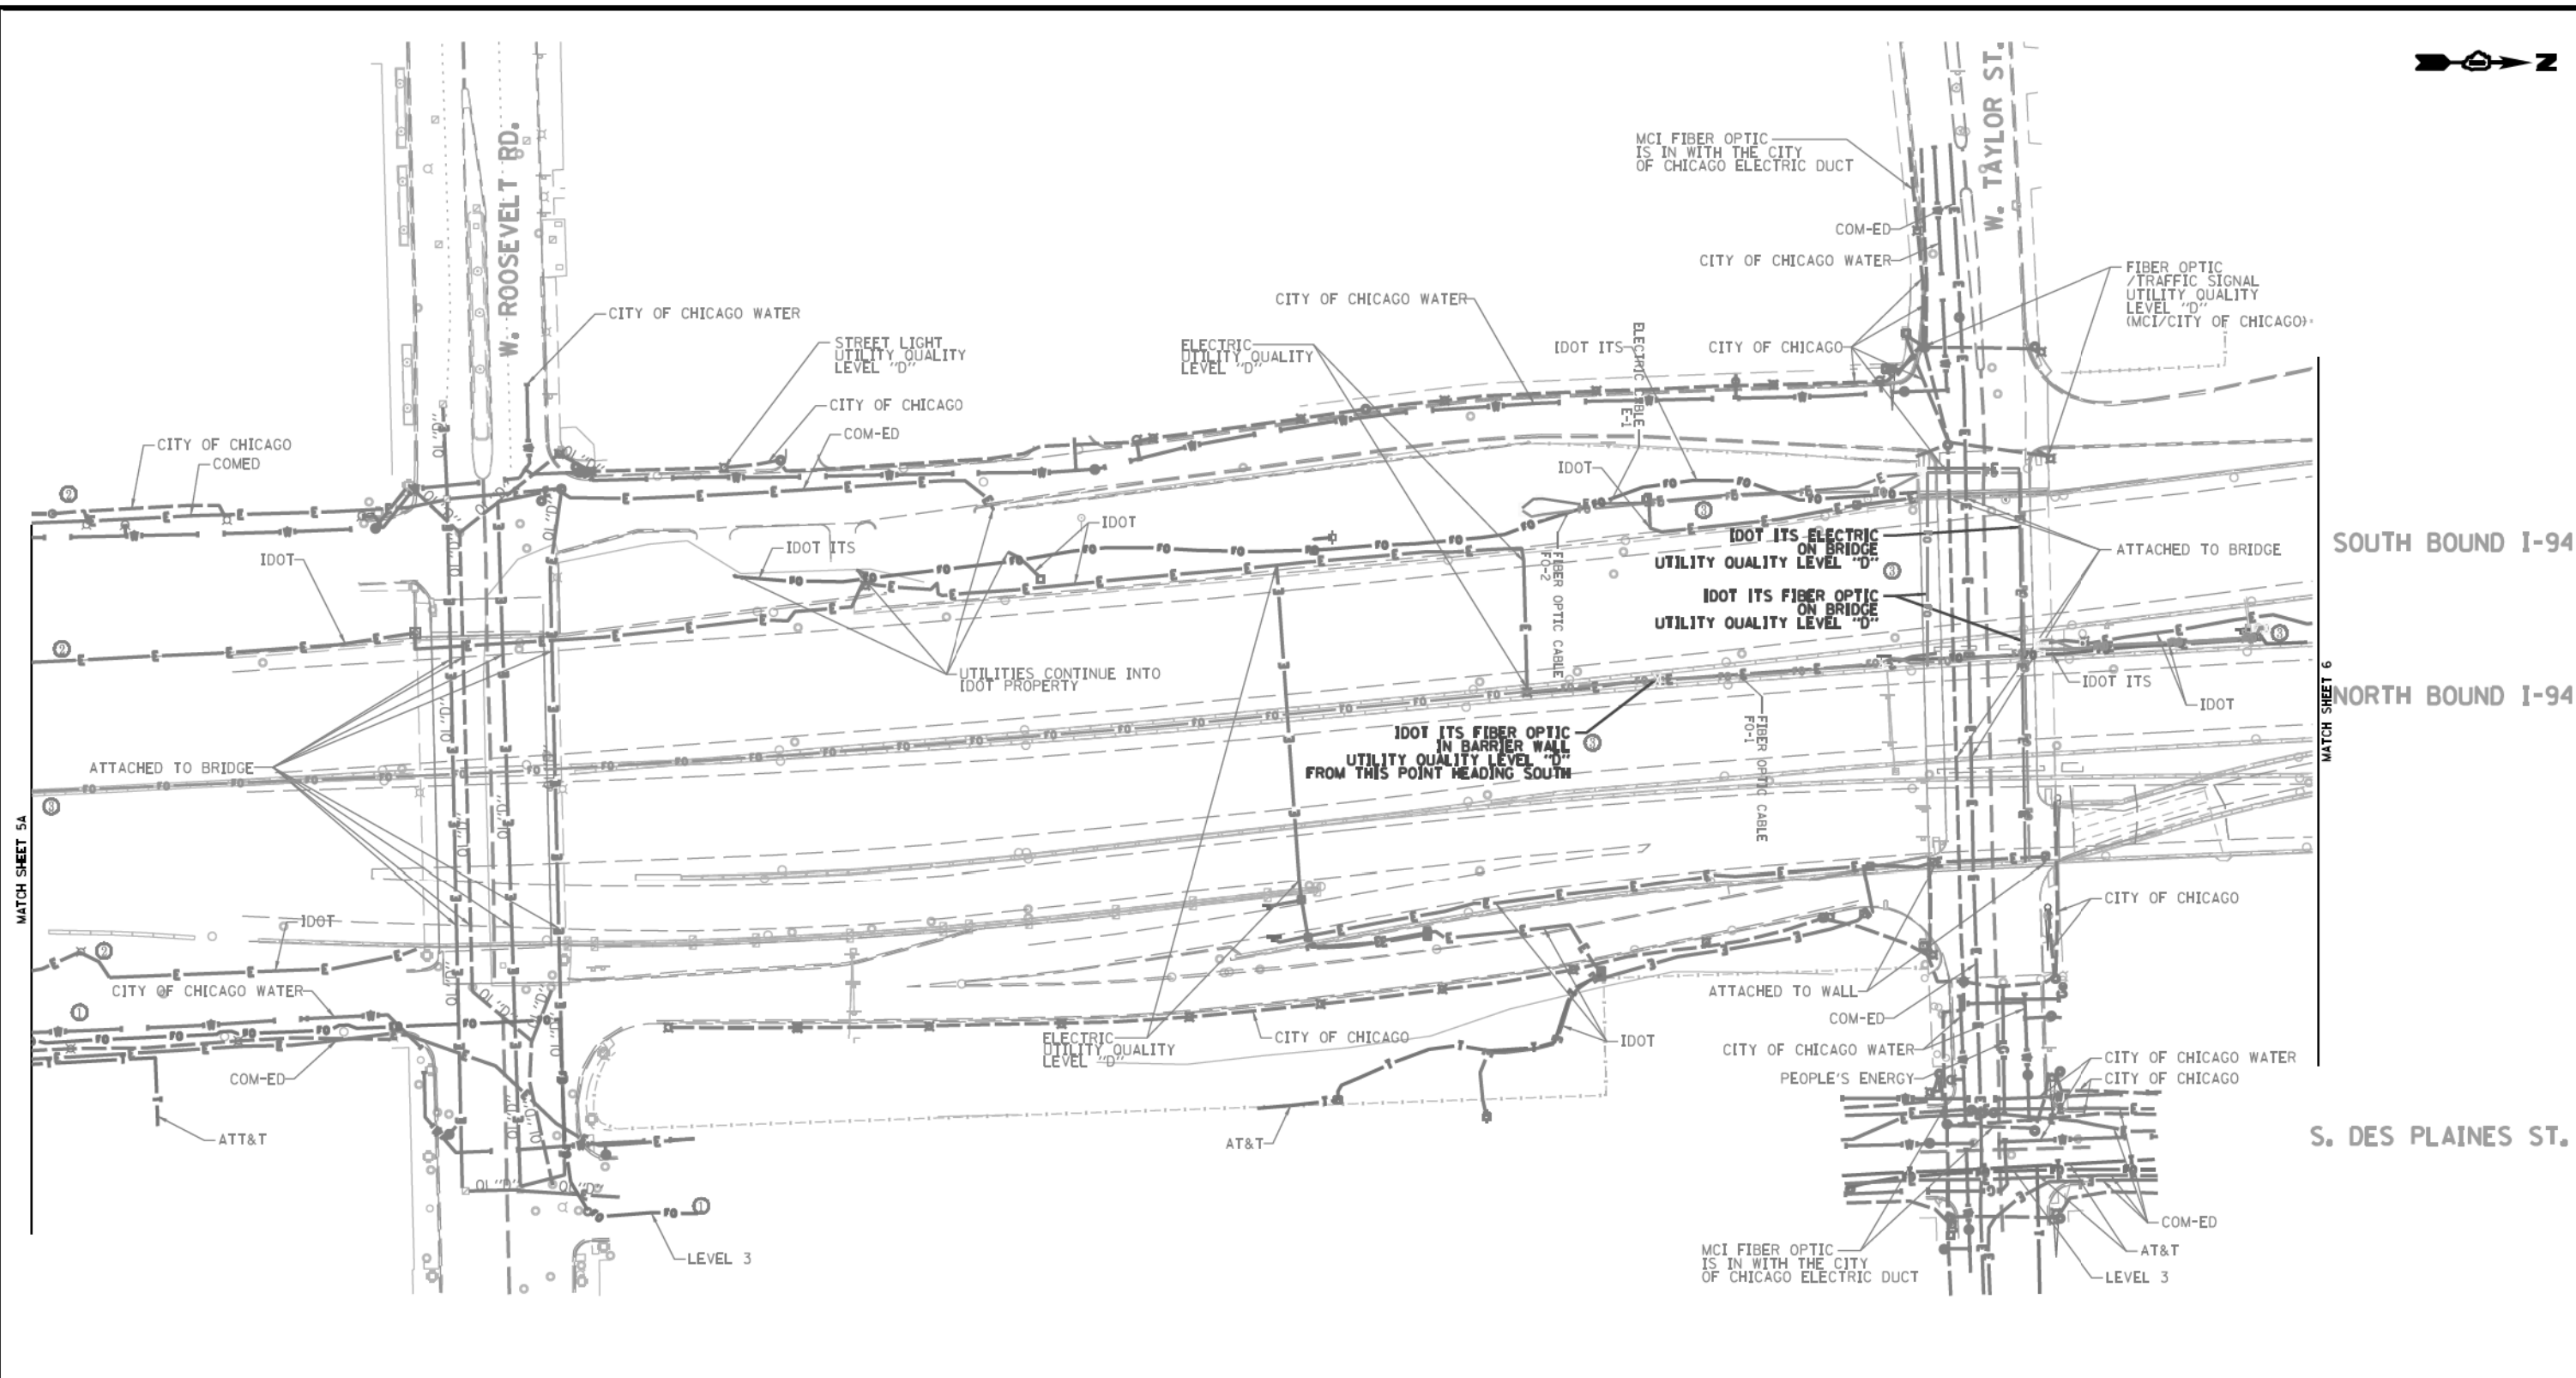 N
W. ROOSEVELT RD.
W. TAYLOR ST.
MCI FIBER OPTIC
IS IN WITH THE CITY
OF CHICAGO ELECTRIC DUCT
COM-ED
CITY OF CHICAGO WATER
FIBER OPTIC
/TRAFFIC SIGNAL
UTILITY QUALITY
LEVEL "D"
(MCI/CITY OF CHICAGO)
CITY OF CHICAGO WATER
CITY OF CHICAGO WATER
STREET LIGHT
UTILITY QUALITY
LEVEL "D"
ELECTRIC
UTILITY QUALITY
LEVEL "D"
IDOT ITS
ELECTRIC CABLE
E-1
CITY OF CHICAGO
CITY OF CHICAGO
COM-ED
CITY OF CHICAGO
COMED
IDOT
IDOT
IDOT ITS
IDOT
IDOT ITS ELECTRIC
ON BRIDGE
UTILITY QUALITY LEVEL "D"
3
ATTACHED TO BRIDGE
SOUTH BOUND I-94
IDOT ITS FIBER OPTIC
ON BRIDGE
UTILITY QUALITY LEVEL "D"
FIBER OPTIC CABLE
FO-2
UTILITIES CONTINUE INTO
IDOT PROPERTY
IDOT ITS
IDOT
NORTH BOUND I-94
MATCH SHEET 6
IDOT ITS FIBER OPTIC
IN BARRIER WALL
UTILITY QUALITY LEVEL "D"
FROM THIS POINT HEADING SOUTH
3
FIBER OPTIC CABLE
FO-1
ATTACHED TO BRIDGE
3
MATCH SHEET 5A
IDOT
2
CITY OF CHICAGO WATER
1
COM-ED
ATT&T
ELECTRIC
UTILITY QUALITY
LEVEL "D"
CITY OF CHICAGO
IDOT
AT&T
CITY OF CHICAGO
ATTACHED TO WALL
COM-ED
CITY OF CHICAGO WATER
PEOPLE'S ENERGY
CITY OF CHICAGO WATER
CITY OF CHICAGO
S. DES PLAINES ST.
LEVEL 3
1
MCI FIBER OPTIC
IS IN WITH THE CITY
OF CHICAGO ELECTRIC DUCT
COM-ED
AT&T
LEVEL 3